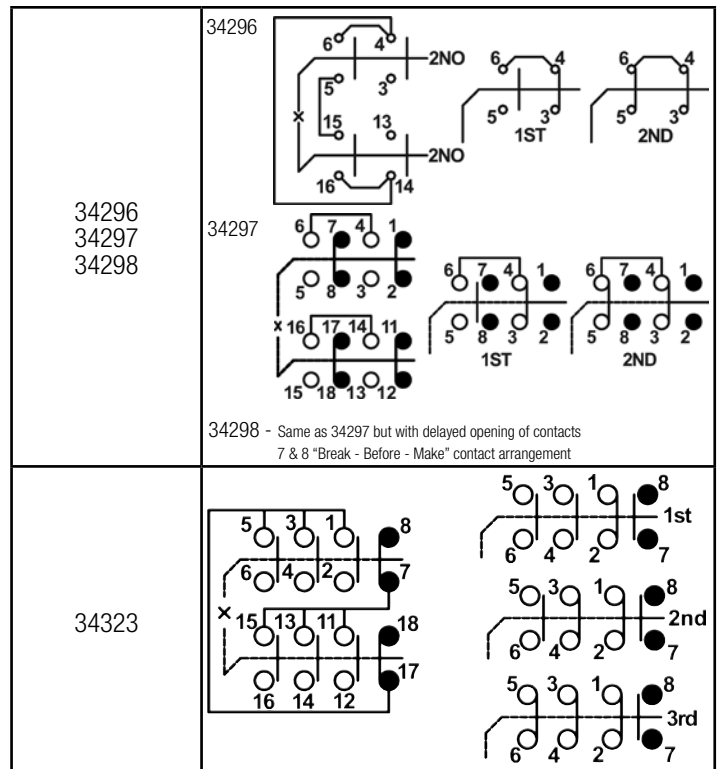 34296
34297
34298
34296
6 4
2NO
5 3
15 13
2NO
16 14
6 4
5 3
1ST
6 4
5 3
2ND
34297
6 7 4 1
5 8 3 2
16 17 14 11
15 18 13 12
6 7 4 1
5 8 3 2
1ST
6 7 4 1
5 8 3 2
2ND
34298 - Same as 34297 but with delayed opening of contacts
7 & 8 “Break - Before - Make” contact arrangement
34323
5 3 1 8
6 4 2 7
15 13 11 18
17
16 14 12
5 3 1 8
1st
6 4 2 7
5 3 1 8
2nd
6 4 2 7
5 3 1 8
3rd
6 4 2 7